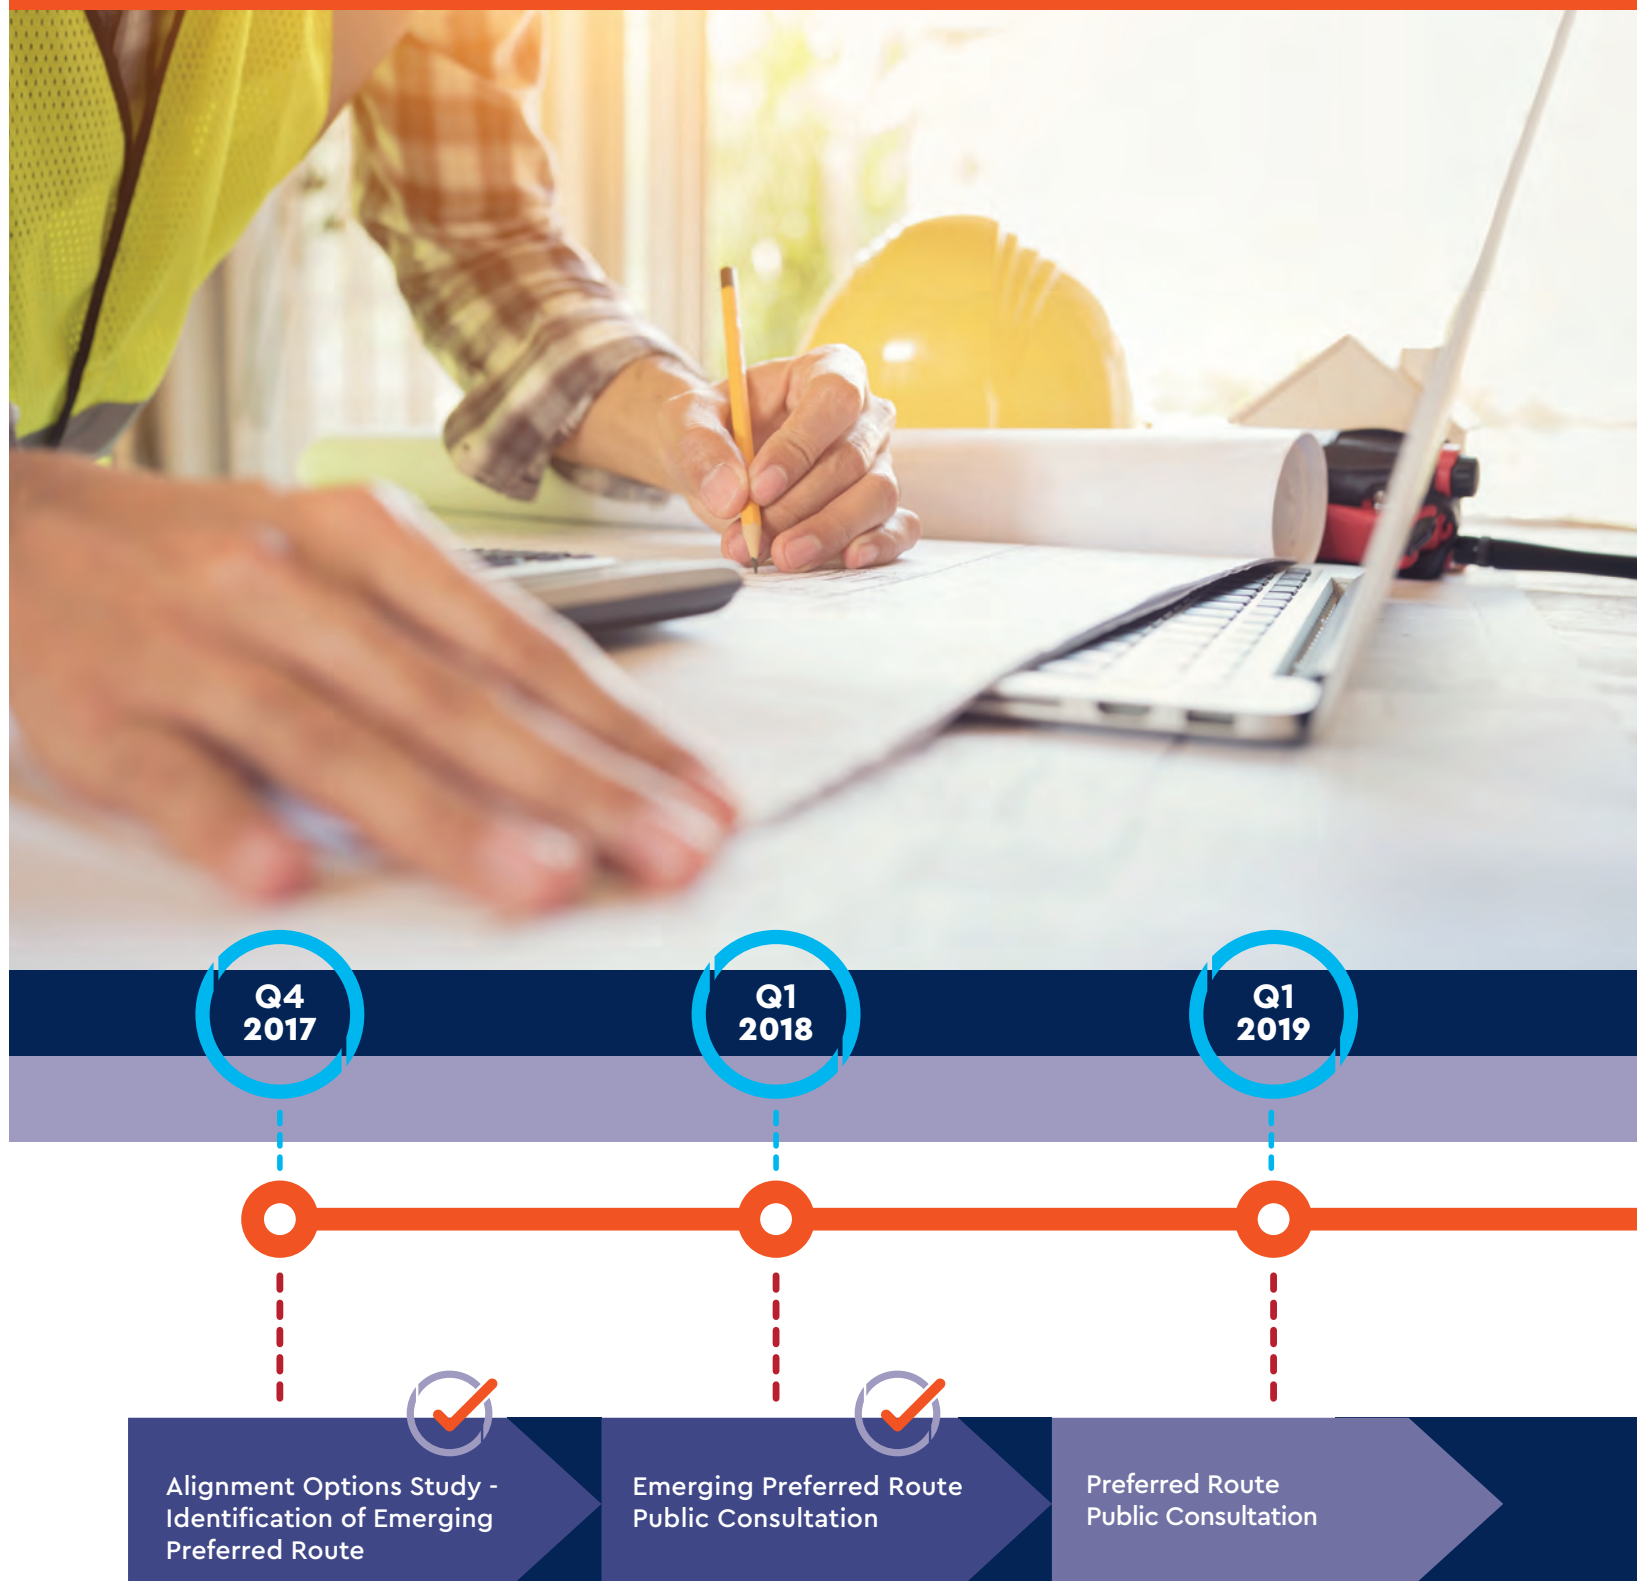 Q4
2017
Q1
2018
Q1
2019
Alignment Options Study -
Identification of Emerging
Preferred Route
Emerging Preferred Route
Public Consultation
Preferred Route
Public Consultation